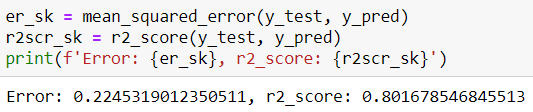 er_sk = mean_squared_error(y_test, y_pred)
r2scr_sk = r2_score(y_test, y_pred)
print(f'Error: {er_sk}, r2_score: {r2scr_sk}')
Error: 0.2245319012350511, r2_score: 0.801678546845513